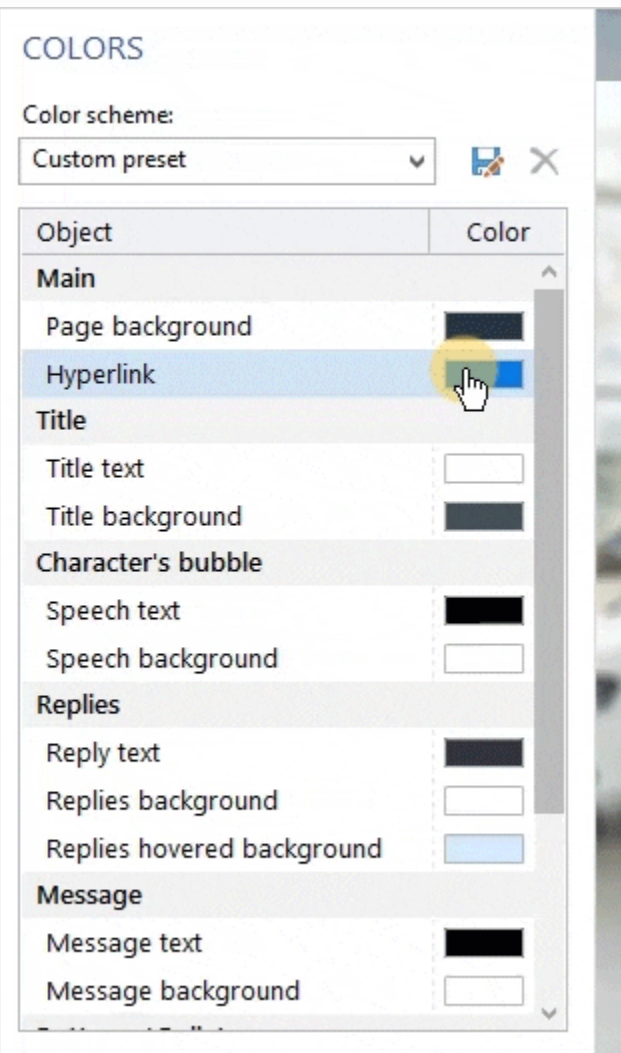 COLORS
Color scheme:
Custom preset
Object Color
Main
Page background
Hyperlink
Title
Title text
Title background
Character's bubble
Speech text
Speech background
Replies
Reply text
Replies background
Replies hovered background
Message
Message text
Message background